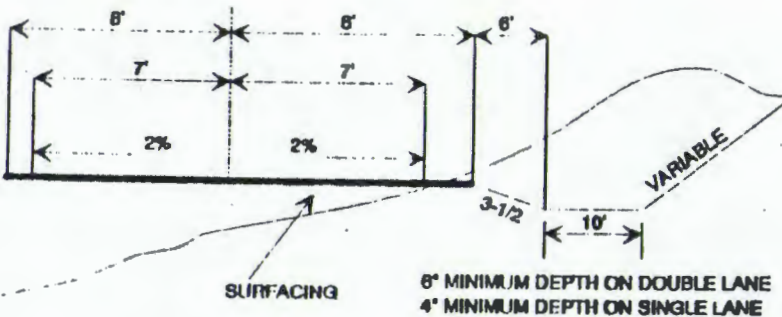 8' 8' 6'
7' 7'
2% 2%
3-1/2
VARIABLE
10'
SURFACING
6" MINIMUM DEPTH ON DOUBLE LANE
4" MINIMUM DEPTH ON SINGLE LANE